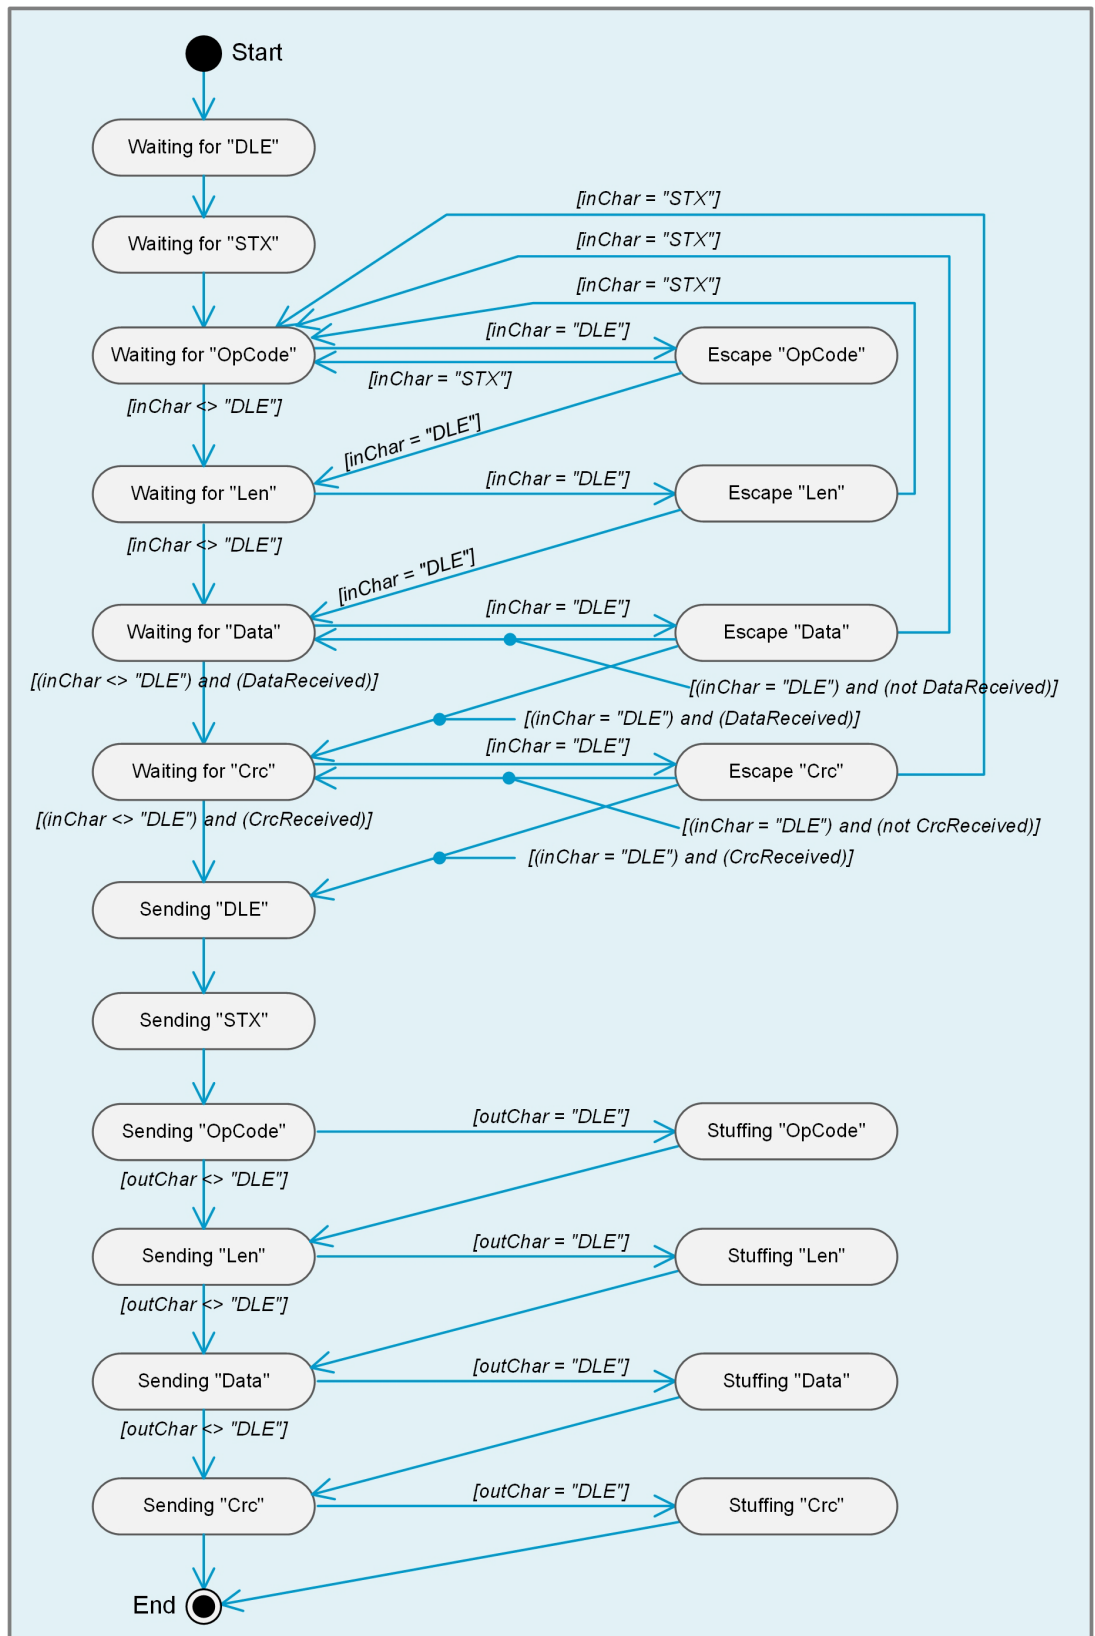 Start
Waiting for "DLE"
[inChar = "STX"]
Waiting for "STX"
[inChar = "STX"]
[inChar = "STX"]
[inChar = "DLE"]
Waiting for "OpCode"
Escape "OpCode"
[inChar = "STX"]
[inChar <> "DLE"]
[inChar = "DLE"]
[inChar = "DLE"]
Waiting for "Len"
Escape "Len"
[inChar <> "DLE"]
[inChar = "DLE"]
[inChar = "DLE"]
Waiting for "Data"
Escape "Data"
[(inChar <> "DLE") and (DataReceived)]
[(inChar = "DLE") and (not DataReceived)]
[(inChar = "DLE") and (DataReceived)]
[inChar = "DLE"]
Waiting for "Crc"
Escape "Crc"
[(inChar <> "DLE") and (CrcReceived)]
[(inChar = "DLE") and (not CrcReceived)]
[(inChar = "DLE") and (CrcReceived)]
Sending "DLE"
Sending "STX"
[outChar = "DLE"]
Sending "OpCode"
Stuffing "OpCode"
[outChar <> "DLE"]
[outChar = "DLE"]
Sending "Len"
Stuffing "Len"
[outChar <> "DLE"]
[outChar = "DLE"]
Sending "Data"
Stuffing "Data"
[outChar <> "DLE"]
[outChar = "DLE"]
Sending "Crc"
Stuffing "Crc"
End